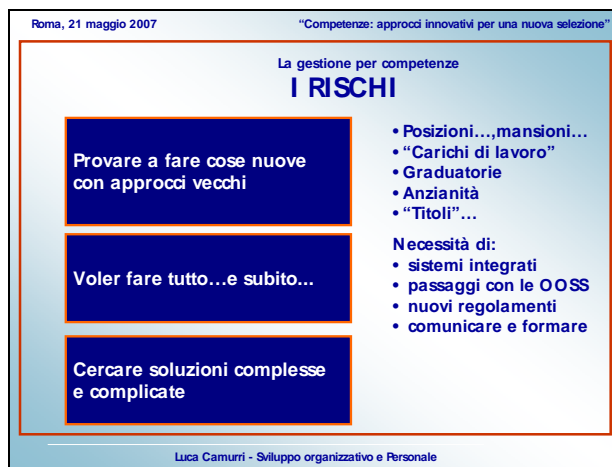 Roma, 21 maggio 2007
“Competenze: approcci innovativi per una nuova selezione”
La gestione per competenze
I RISCHI
Provare a fare cose nuove
con approcci vecchi
• Posizioni…,mansioni…
• “Carichi di lavoro”
• Graduatorie
• Anzianità
• “Titoli”…
Voler fare tutto…e subito...
Necessità di:
• sistemi integrati
• passaggi con le OOSS
• nuovi regolamenti
• comunicare e formare
Cercare soluzioni complesse
e complicate
Luca Camurri - Sviluppo organizzativo e Personale